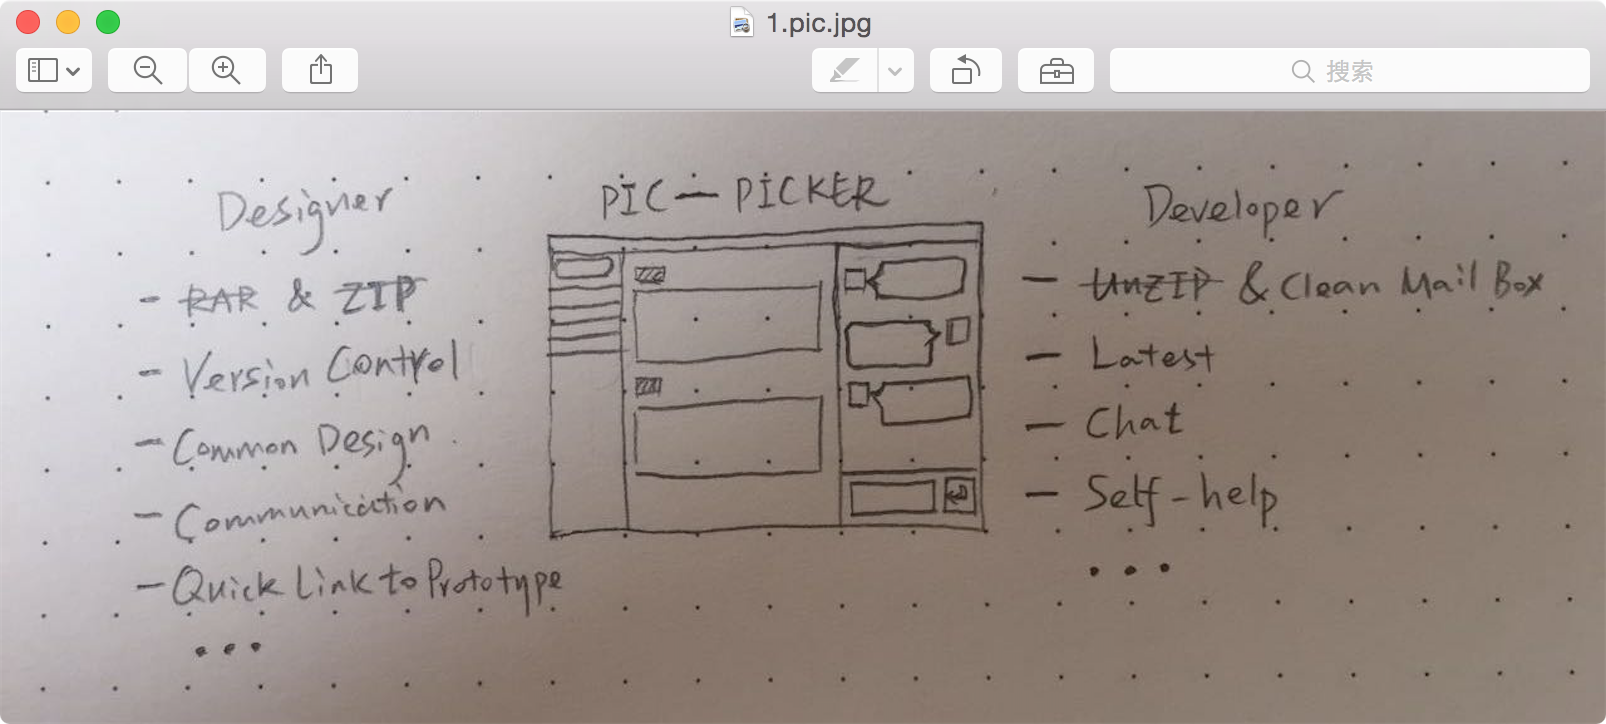 1.pic.jpg
搜索
Designer
- RAR & ZIP
- Version Control
- Common Design
- Communication
- Quick Link to Prototype
...
PIC — PICKER
Developer
- UnZIP & Clean Mail Box
- Latest
- Chat
- Self-help
...